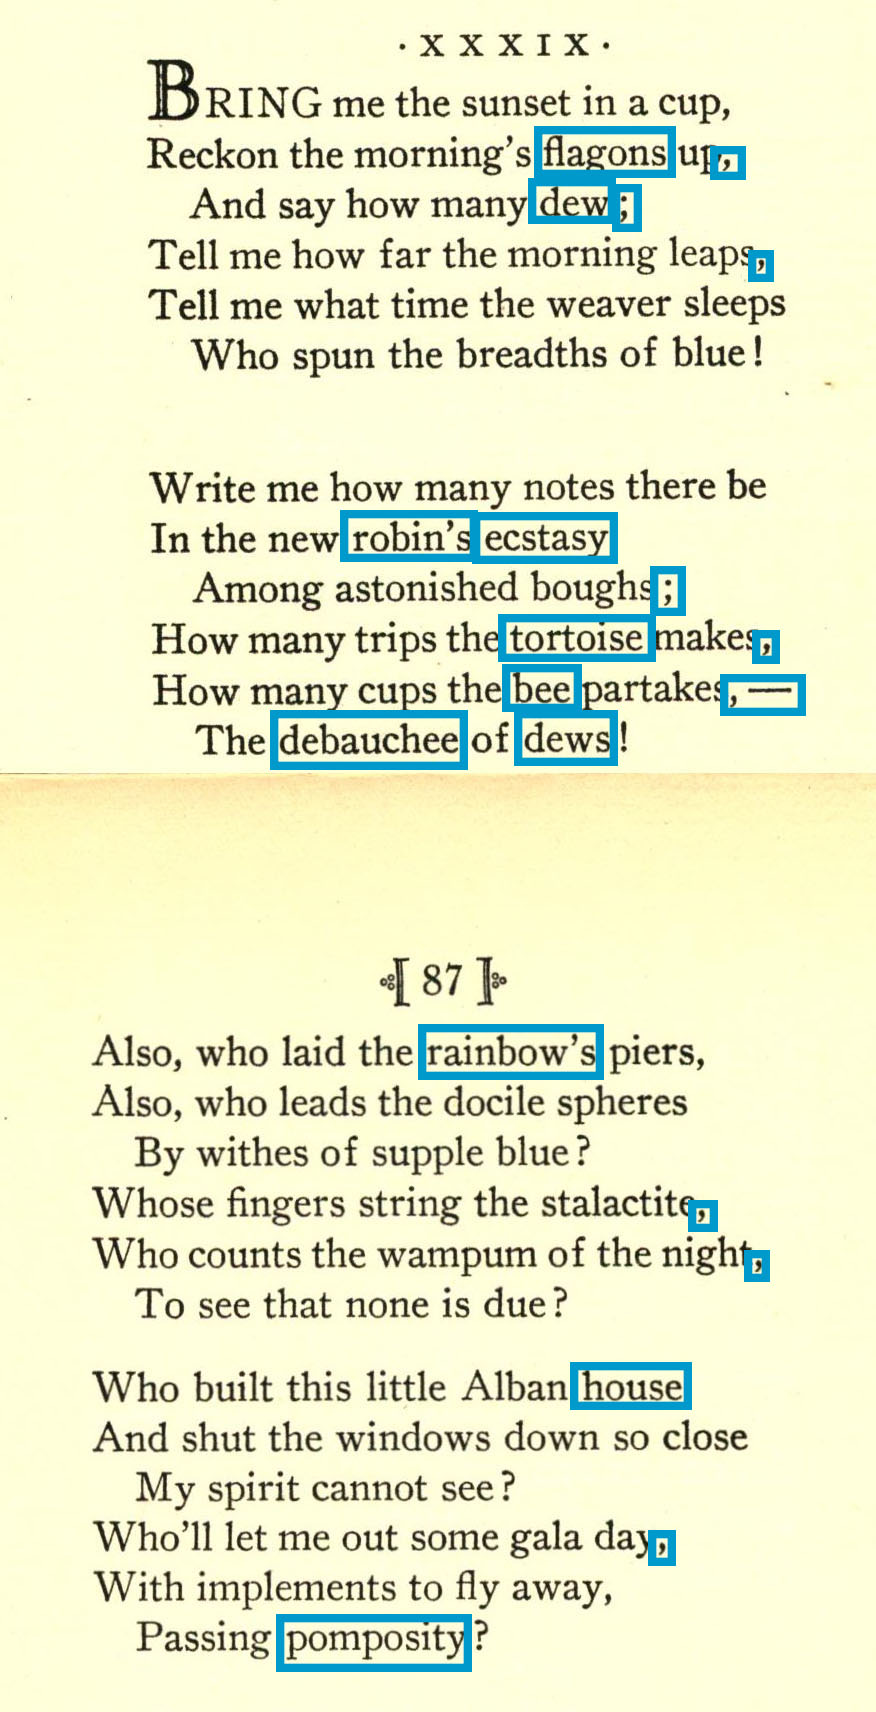 · X X X I X ·
BRING me the sunset in a cup,
Reckon the morning's flagons up,
And say how many dew;
Tell me how far the morning leaps,
Tell me what time the weaver sleeps
Who spun the breadths of blue!
Write me how many notes there be
In the new robin's ecstasy
Among astonished boughs;
How many trips the tortoise makes,
How many cups the bee partakes,—
The debauchee of dews!
[ 87 ]
Also, who laid the rainbow's piers,
Also, who leads the docile spheres
By withes of supple blue?
Whose fingers string the stalactite,
Who counts the wampum of the night,
To see that none is due?
Who built this little Alban house
And shut the windows down so close
My spirit cannot see?
Who'll let me out some gala day,
With implements to fly away,
Passing pomposity?